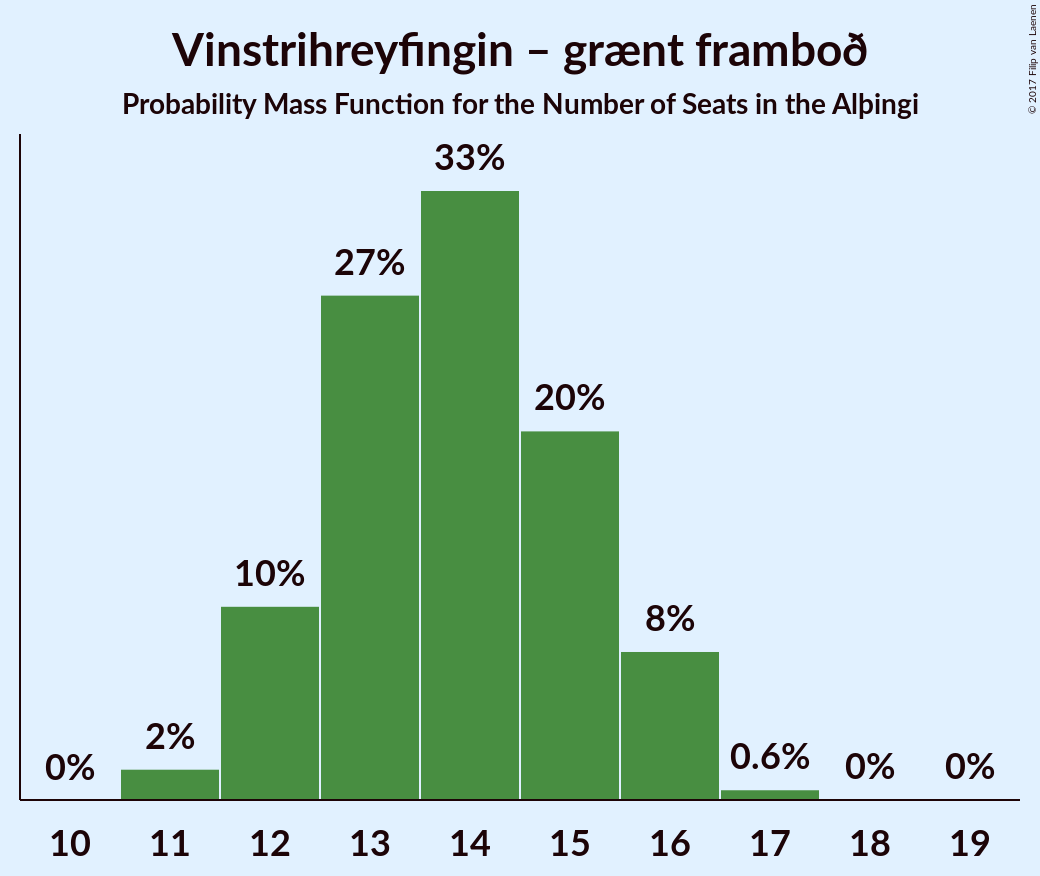 Vinstrihreyfingin – grænt framboð
Probability Mass Function for the Number of Seats in the Alþingi
© 2017 Filip van Laenen
33%
27%
20%
10%
8%
2%
0.6%
0%
0%
0%
10 11 12 13 14 15 16 17 18 19